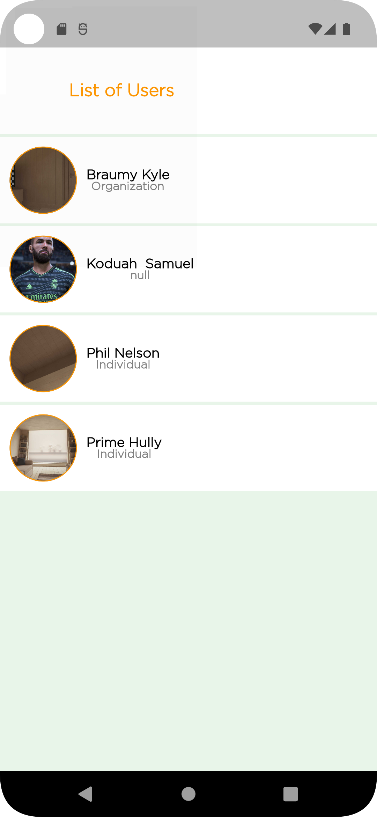 List of Users
Braumy Kyle
Organization
Koduah  Samuel
null
Phil Nelson
Individual
Prime Hully
Individual